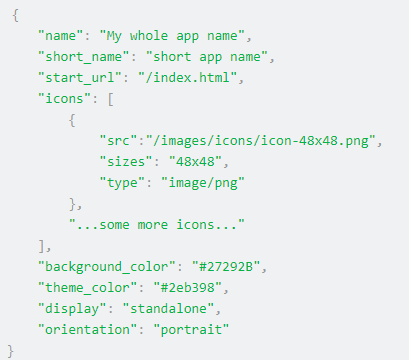 {
"name": "My whole app name",
"short_name": "short app name",
"start_url": "/index.html",
"icons": [
{
"src":"/images/icons/icon-48x48.png",
"sizes": "48x48",
"type": "image/png"
},
"...some more icons..."
],
"background_color": "#27292B",
"theme_color": "#2eb398",
"display": "standalone",
"orientation": "portrait"
}